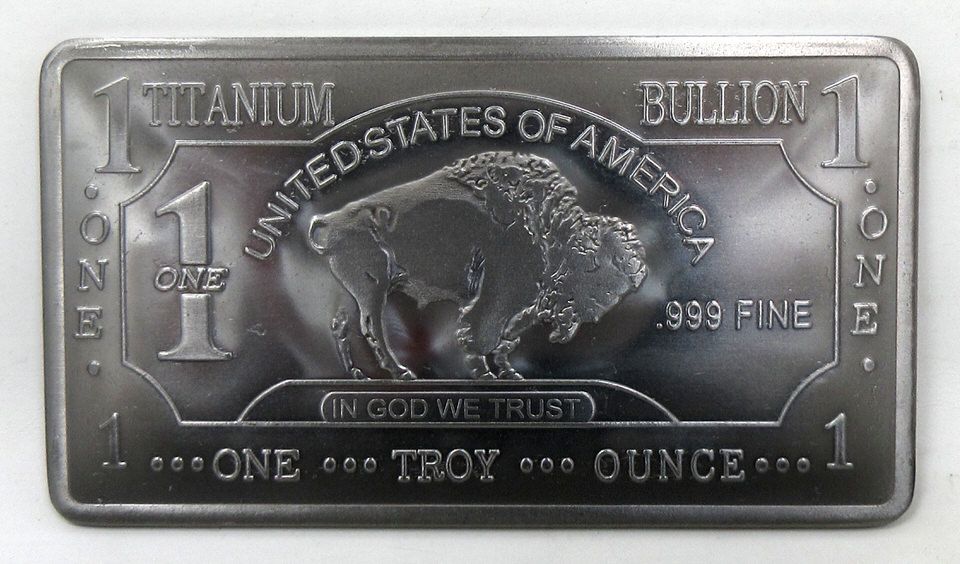 1 TITANIUM BULLION 1
UNITED STATES OF AMERICA
ONE
1
ONE
ONE
.999 FINE
IN GOD WE TRUST
1 ONE TROY OUNCE 1